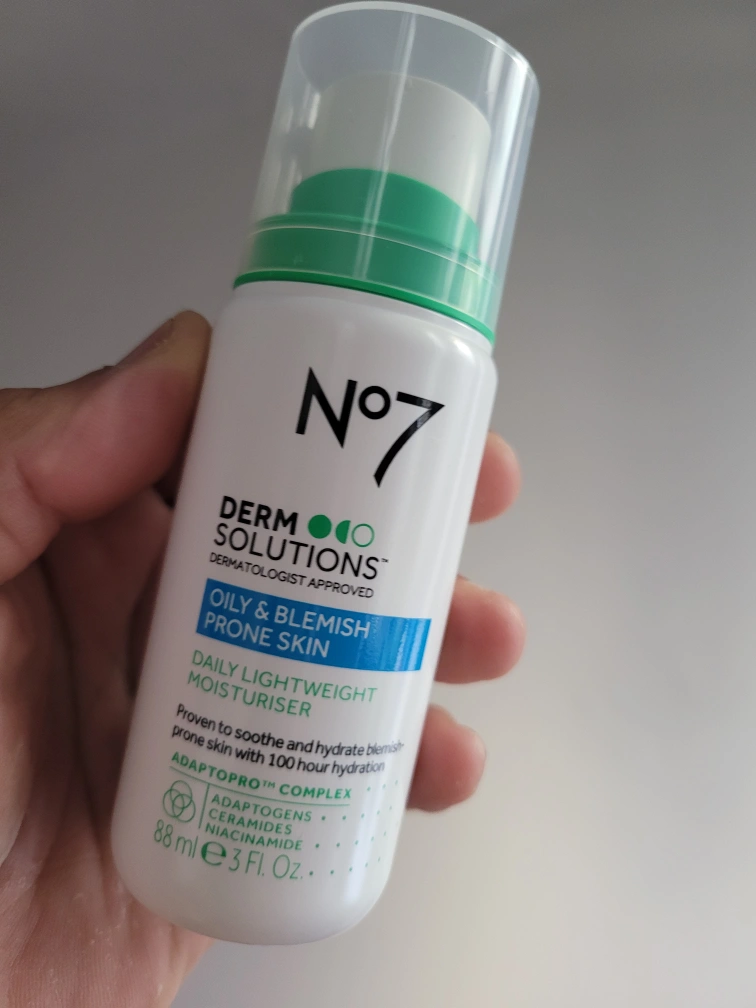 Nº7
DERM
SOLUTIONS™
DERMATOLOGIST APPROVED
OILY & BLEMISH
PRONE SKIN
DAILY LIGHTWEIGHT
MOISTURISER
Proven to soothe and hydrate blemish-
prone skin with 100 hour hydration
ADAPTOPRO™ COMPLEX
ADAPTOGENS
CERAMIDES
NIACINAMIDE
88 ml ℮ 3 Fl. Oz.